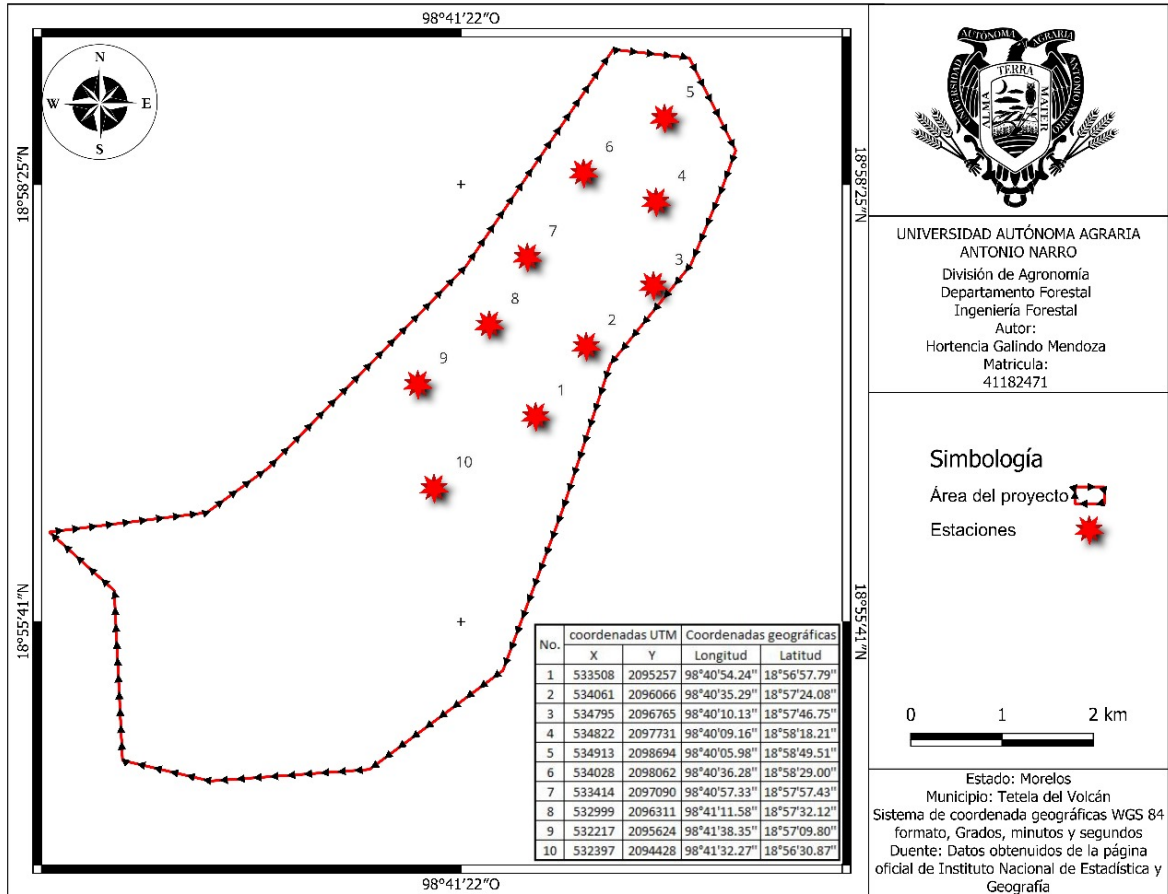 98°41'22"O
N
W E
S
18°58'25"N
18°58'25"N
18°55'41"N
18°55'41"N
98°41'22"O
5
6
4
7
3
8
2
9
1
10
No. coordenadas UTM Coordenadas geográficas
X Y Longitud Latitud
1 533508 2095257 98°40'54.24" 18°56'57.79"
2 534061 2096066 98°40'35.29" 18°57'24.08"
3 534795 2096765 98°40'10.13" 18°57'46.75"
4 534822 2097731 98°40'09.16" 18°58'18.21"
5 534913 2098694 98°40'05.98" 18°58'49.51"
6 534028 2098062 98°40'36.28" 18°58'29.00"
7 533414 2097090 98°40'57.33" 18°57'57.43"
8 532999 2096311 98°41'11.58" 18°57'32.12"
9 532217 2095624 98°41'38.35" 18°57'09.80"
10 532397 2094428 98°41'32.27" 18°56'30.87"
UNIVERSIDAD AUTONOMA AGRARIA ANTONIO NARRO
ALMA TERRA MATER
UNIVERSIDAD AUTÓNOMA AGRARIA
ANTONIO NARRO
División de Agronomía
Departamento Forestal
Ingeniería Forestal
Autor:
Hortencia Galindo Mendoza
Matricula:
41182471
Simbología
Área del proyecto
Estaciones
0 1 2 km
Estado: Morelos
Municipio: Tetela del Volcán
Sistema de coordenada geográficas WGS 84
formato, Grados, minutos y segundos
Duente: Datos obtenuidos de la página
oficial de Instituto Nacional de Estadística y
Geografía